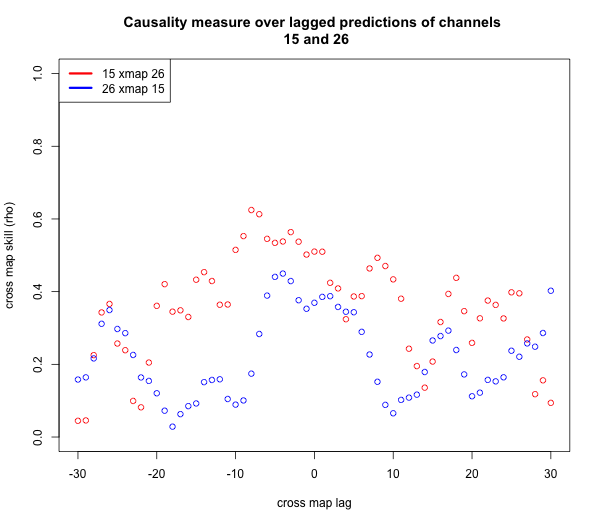 Causality measure over lagged predictions of channels
15 and 26
15 xmap 26
26 xmap 15
1.0
0.8
0.6
0.4
0.2
0.0
cross map skill (rho)
-30
-20
-10
0
10
20
30
cross map lag